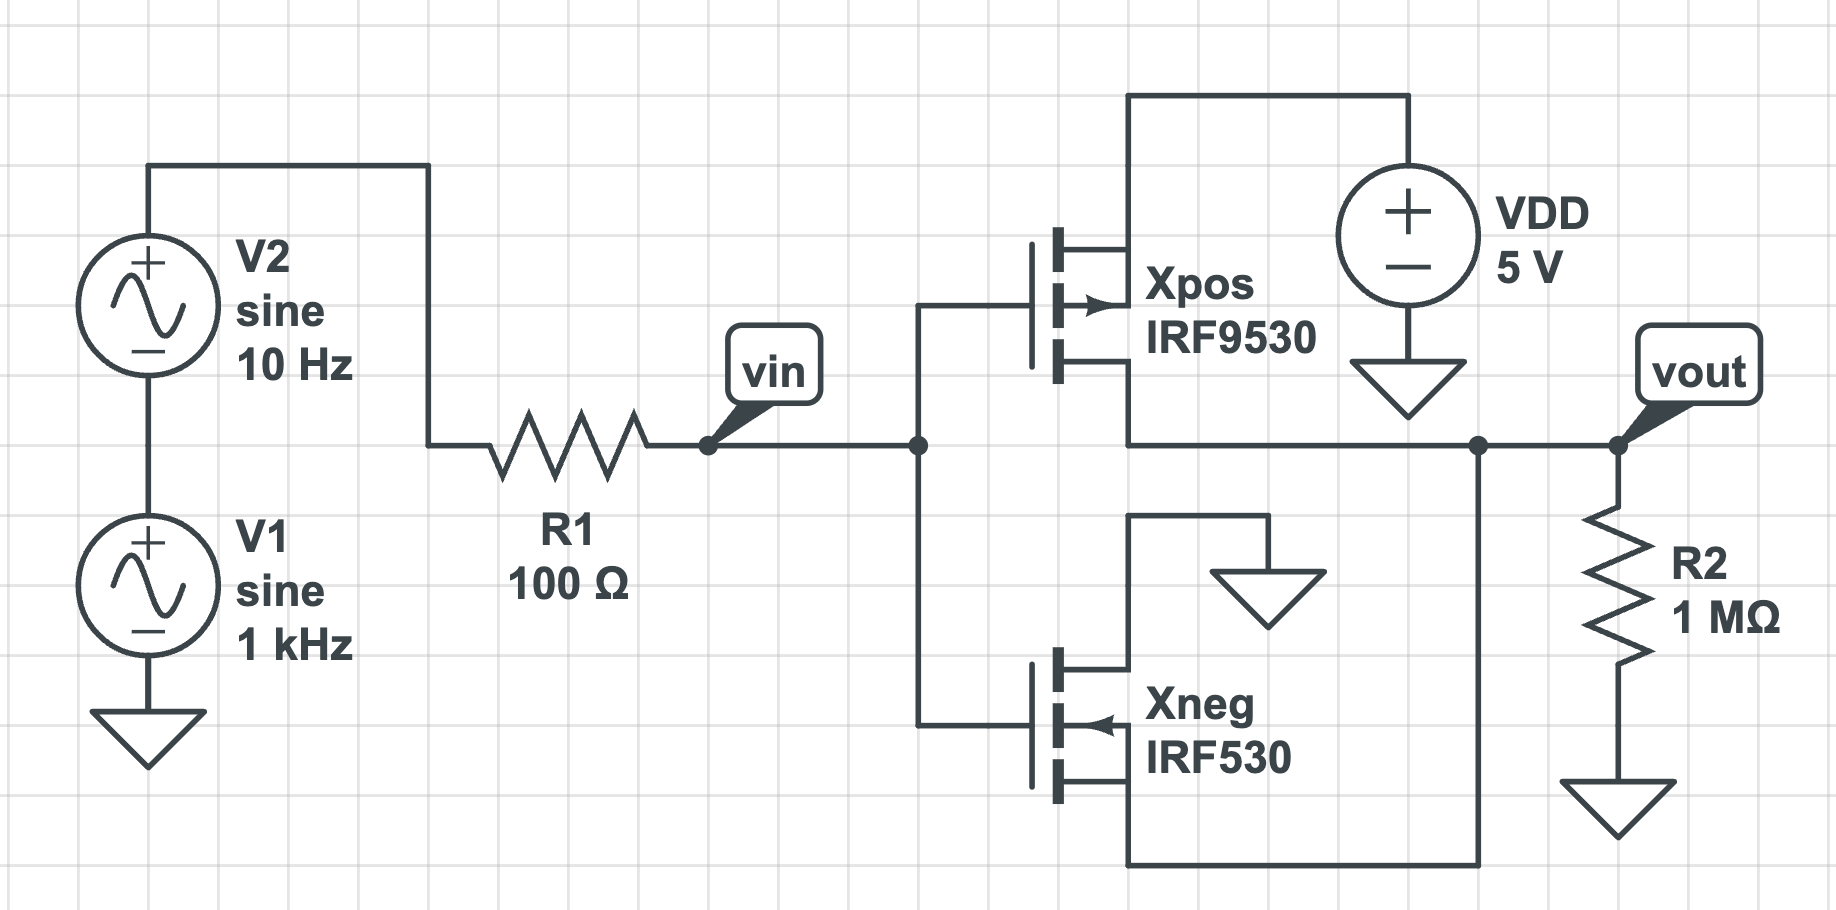 V2
sine
10 Hz
V1
sine
1 kHz
R1
100 Ω
vin
Xpos
IRF9530
VDD
5 V
vout
Xneg
IRF530
R2
1 MΩ